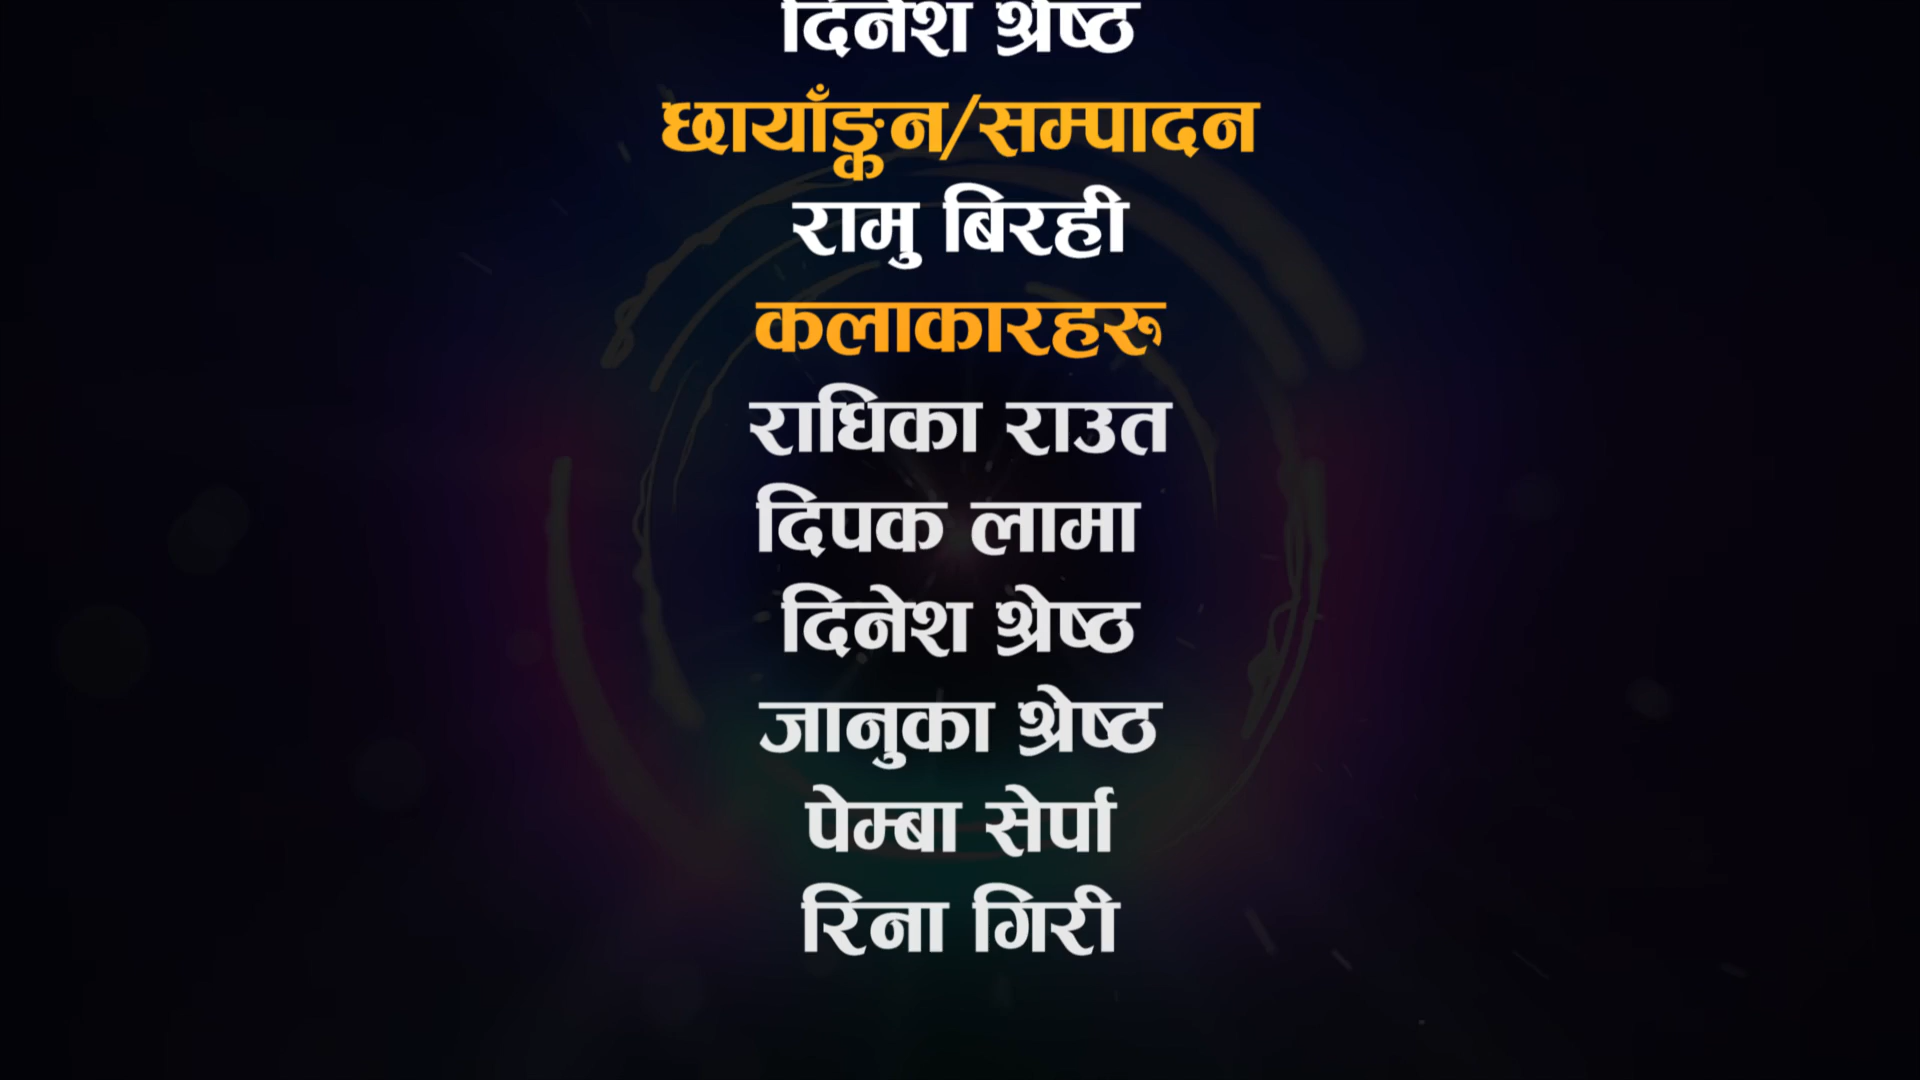 दिनेश श्रेष्ठ
छायाँङ्कन/सम्पादन
रामु बिरही
कलाकारहरु
राधिका राउत
दिपक लामा
दिनेश श्रेष्ठ
जानुका श्रेष्ठ
पेम्बा सेर्पा
रिना गिरी